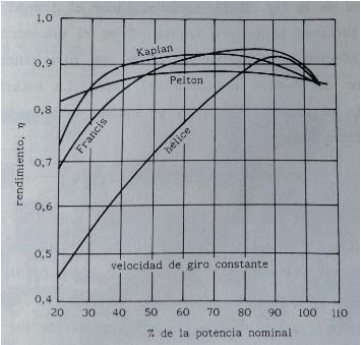 1,0
0,9
0,8
0,7
0,6
0,5
0,4
rendimiento, η
Kaplan
Pelton
Francis
hélice
velocidad de giro constante
20 30 40 50 60 70 80 90 100 110
% de la potencia nominal